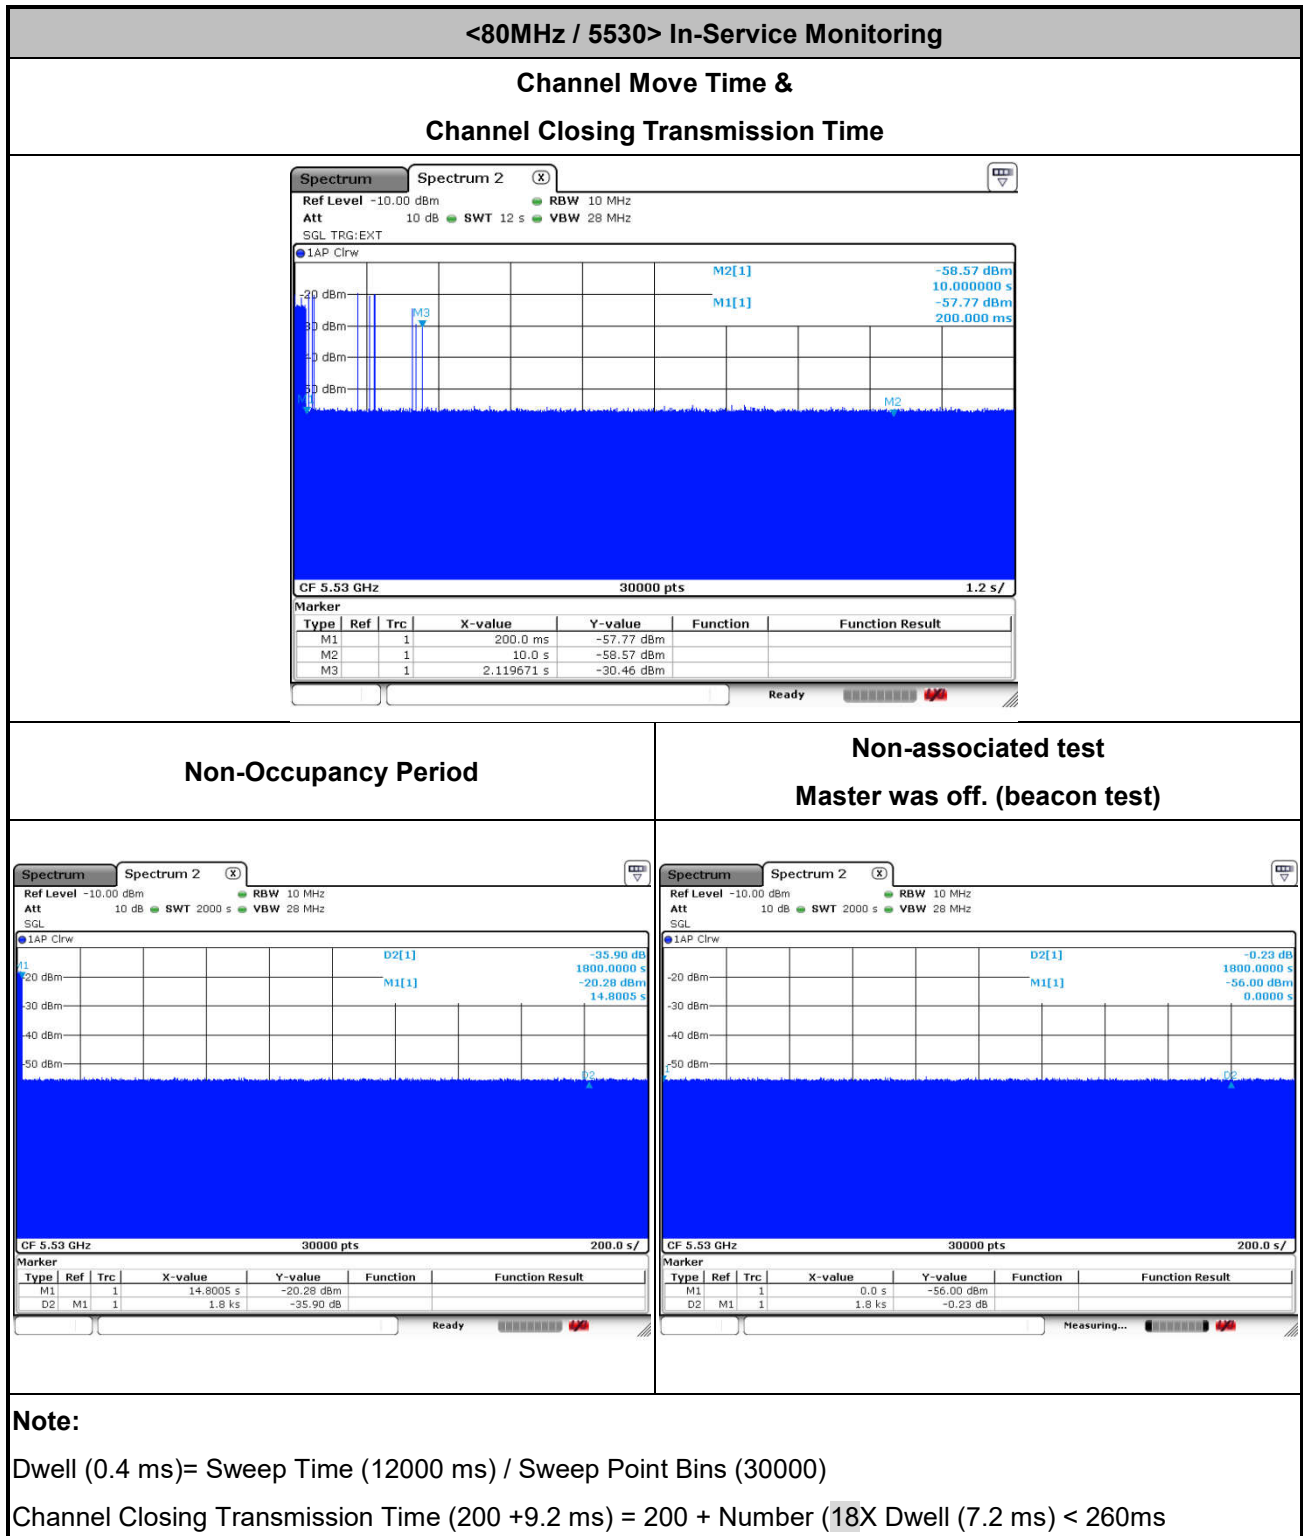 <80MHz / 5530> In-Service Monitoring
Channel Move Time &
Channel Closing Transmission Time
Spectrum Spectrum 2 X
Ref Level -10.00 dBm RBW 10 MHz
Att 10 dB SWT 12 s VBW 28 MHz
SGL TRG:EXT
1AP Clrw
M2[1] -58.57 dBm
10.000000 s
-20 dBm
M1[1] -57.77 dBm
200.000 ms
M3
-30 dBm
-40 dBm
-50 dBm
M1
M2
CF 5.53 GHz 30000 pts 1.2 s/
Marker
Type Ref Trc X-value Y-value Function Function Result
M1 1 200.0 ms -57.77 dBm
M2 1 10.0 s -58.57 dBm
M3 1 2.119671 s -30.46 dBm
Ready
Non-Occupancy Period
Non-associated test
Master was off. (beacon test)
Spectrum Spectrum 2 X
Ref Level -10.00 dBm RBW 10 MHz
Att 10 dB SWT 2000 s VBW 28 MHz
SGL
1AP Clrw
D2[1] -35.90 dB
1800.0000 s
M1
-20 dBm
M1[1] -20.28 dBm
14.8005 s
-30 dBm
-40 dBm
-50 dBm
D2
CF 5.53 GHz 30000 pts 200.0 s/
Marker
Type Ref Trc X-value Y-value Function Function Result
M1 1 14.8005 s -20.28 dBm
D2 M1 1 1.8 ks -35.90 dB
Ready
Spectrum Spectrum 2 X
Ref Level -10.00 dBm RBW 10 MHz
Att 10 dB SWT 2000 s VBW 28 MHz
SGL
1AP Clrw
D2[1] -0.23 dB
1800.0000 s
-20 dBm
M1[1] -56.00 dBm
0.0000 s
-30 dBm
-40 dBm
-50 dBm
D2
CF 5.53 GHz 30000 pts 200.0 s/
Marker
Type Ref Trc X-value Y-value Function Function Result
M1 1 0.0 s -56.00 dBm
D2 M1 1 1.8 ks -0.23 dB
Measuring...
Note:
Dwell (0.4 ms)= Sweep Time (12000 ms) / Sweep Point Bins (30000)
Channel Closing Transmission Time (200 +9.2 ms) = 200 + Number (18X Dwell (7.2 ms) < 260ms